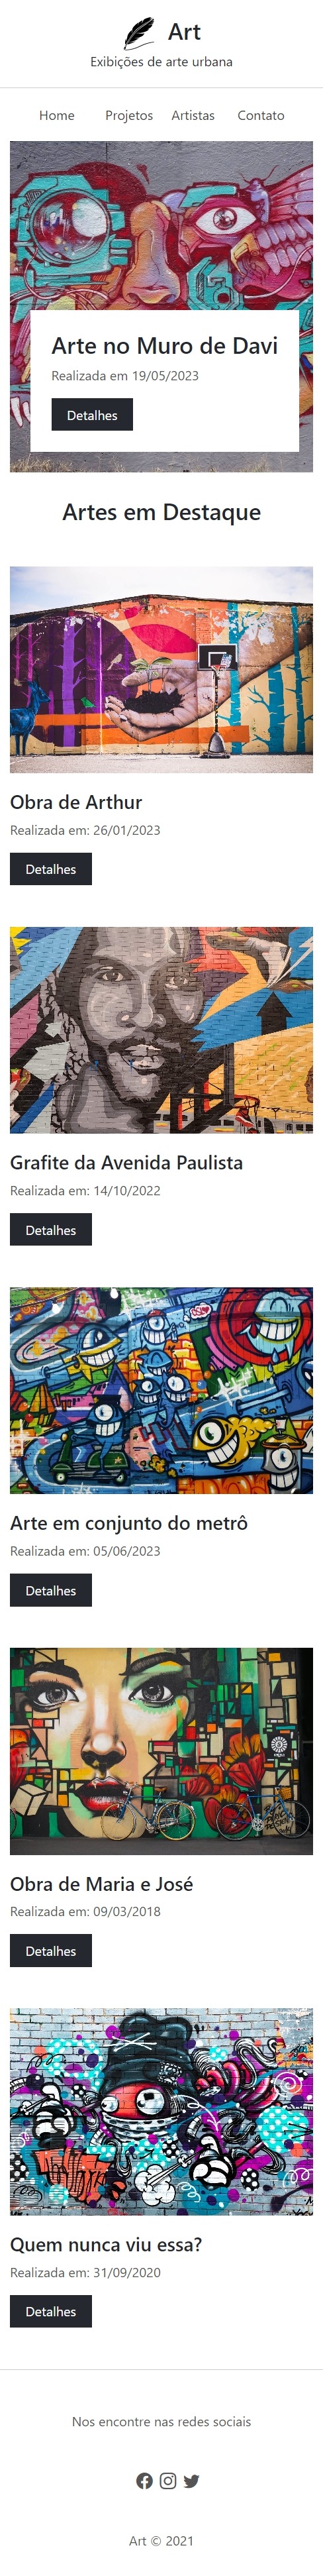 Art
Exibições de arte urbana
Home Projetos Artistas Contato
Arte no Muro de Davi
Realizada em 19/05/2023
Detalhes
Artes em Destaque
Obra de Arthur
Realizada em: 26/01/2023
Detalhes
Grafite da Avenida Paulista
Realizada em: 14/10/2022
Detalhes
Arte em conjunto do metrô
Realizada em: 05/06/2023
Detalhes
Obra de Maria e José
Realizada em: 09/03/2018
Detalhes
Quem nunca viu essa?
Realizada em: 31/09/2020
Detalhes
Nos encontre nas redes sociais
Art © 2021